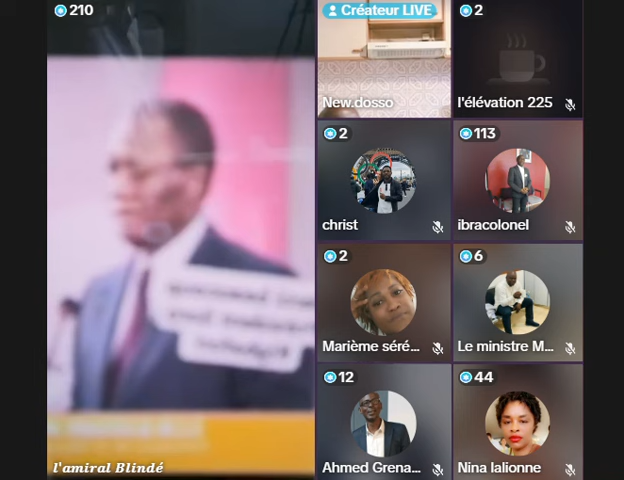 210
Créateur LIVE
2
New.dosso
l'élévation 225
2
113
christ
ibracolonel
2
6
Marième séré...
Le ministre M...
12
44
l'amiral Blindé
Ahmed Grena...
Nina lalionne